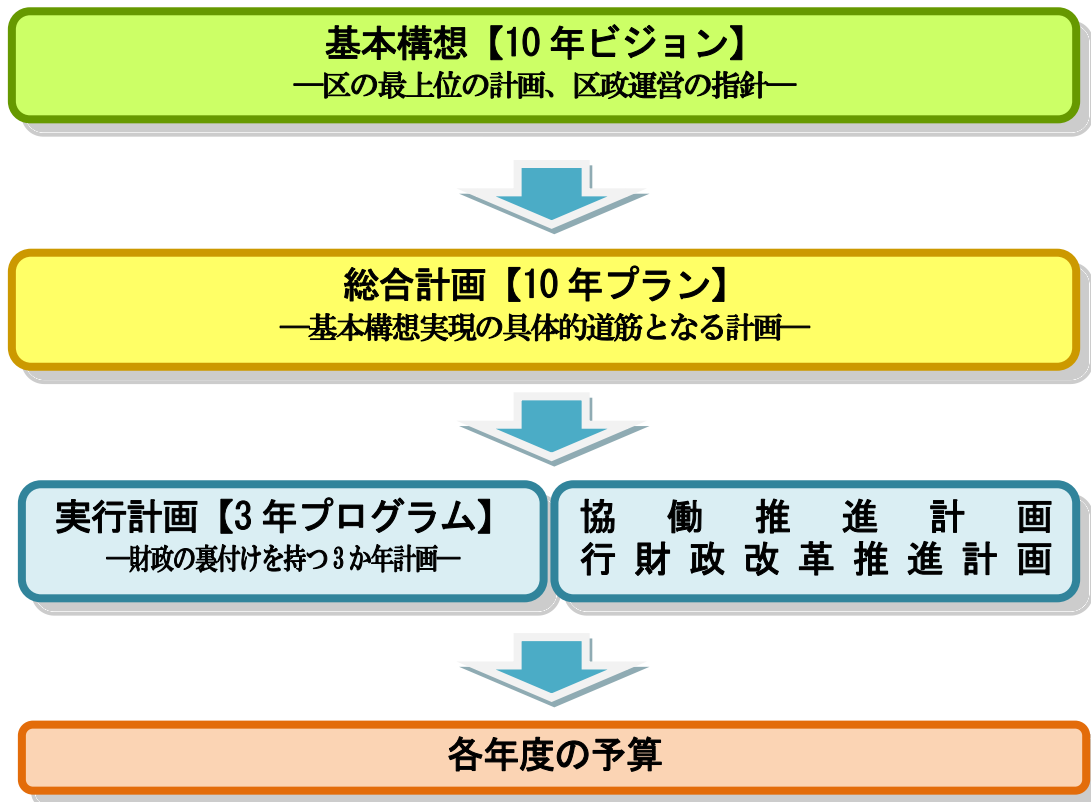 基本構想【10年ビジョン】
―区の最上位の計画、区政運営の指針―
総合計画【10年プラン】
―基本構想実現の具体的道筋となる計画―
実行計画【3年プログラム】
―財政の裏付けを持つ3か年計画―
協働推進計画
行財政改革推進計画
各年度の予算